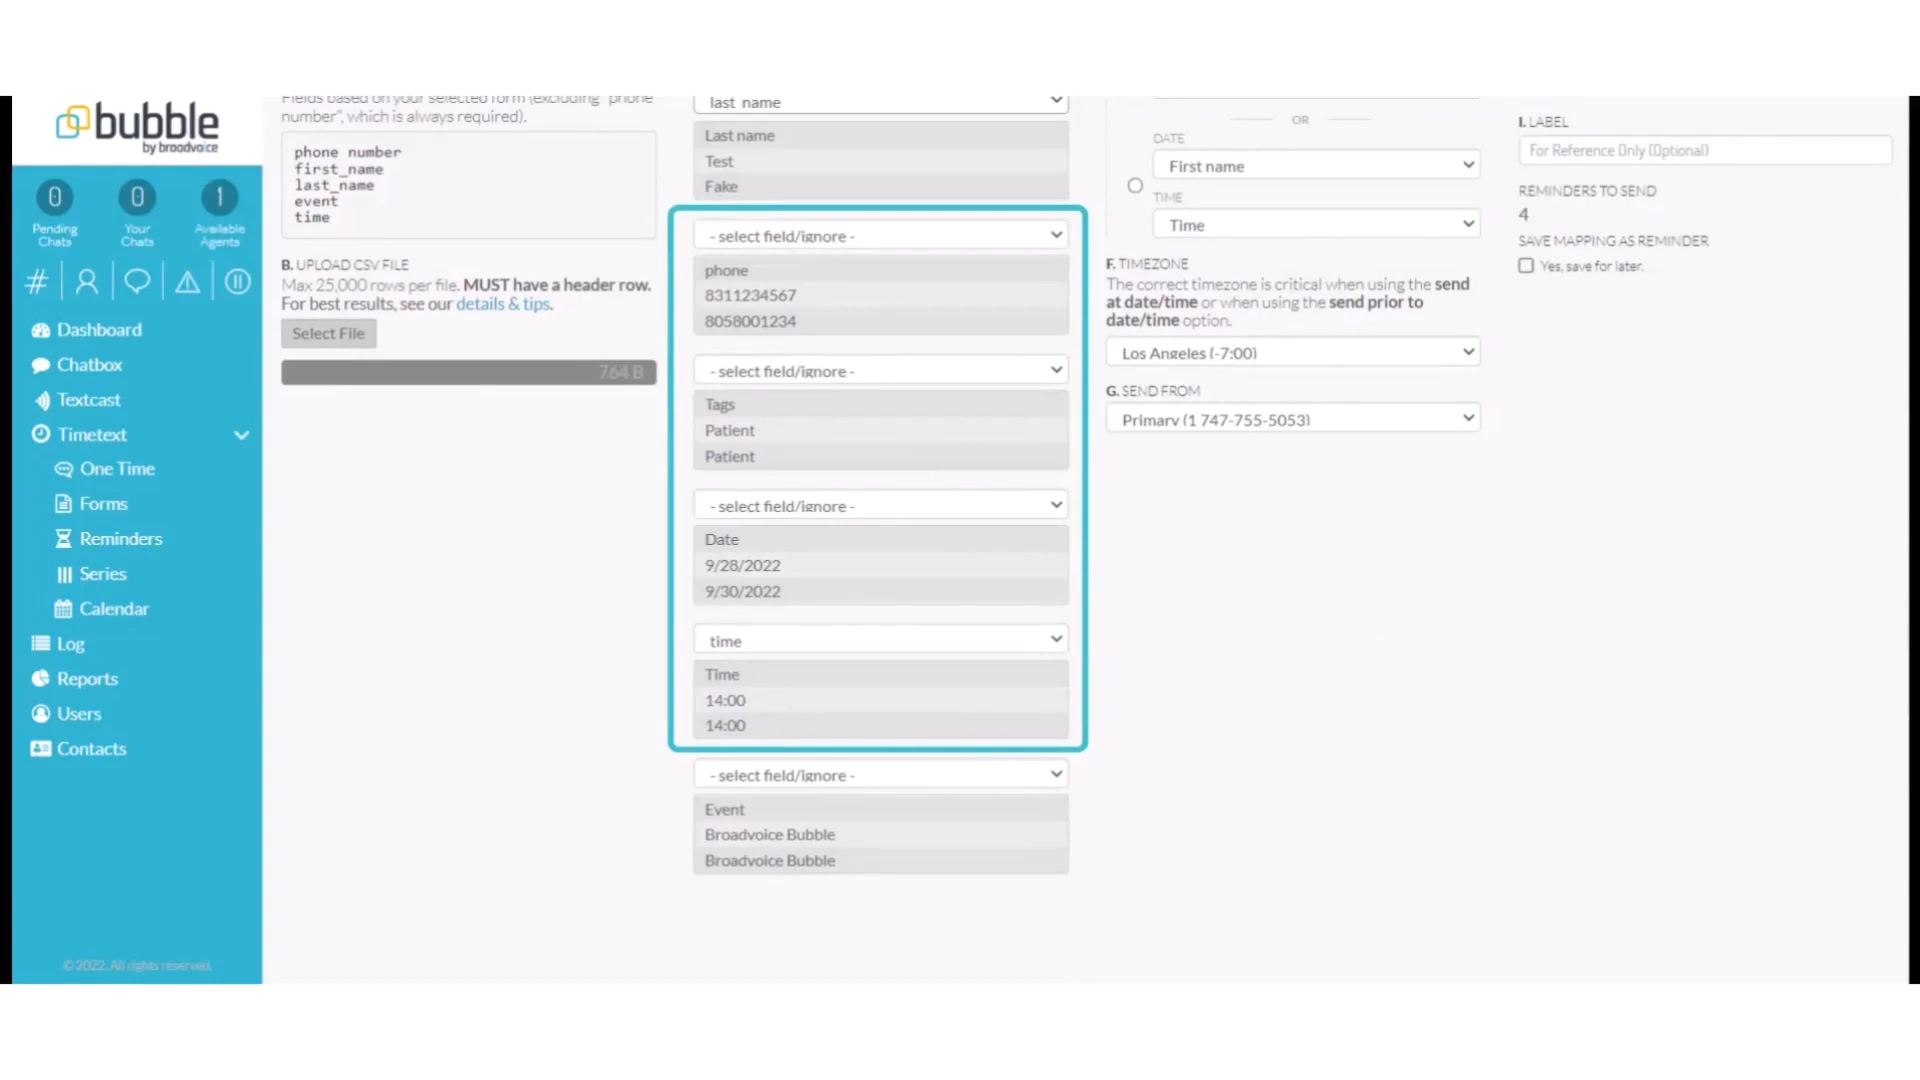 bubble
by broadvoice
0
0
1
Pending
Chats
Your
Chats
Available
Agents
Dashboard
Chatbox
Textcast
Timetext
One Time
Forms
Reminders
Series
Calendar
Log
Reports
Users
Contacts
© 2022. All rights reserved.
Fields based on your selected form (excluding "phone
number", which is always required).
phone number
first_name
last_name
event
time
B. UPLOAD CSV FILE
Max 25,000 rows per file. MUST have a header row.
For best results, see our details & tips.
Select File
764 B
last name
Last name
Test
Fake
- select field/ignore -
phone
8311234567
8058001234
- select field/ignore -
Tags
Patient
Patient
- select field/ignore -
Date
9/28/2022
9/30/2022
time
Time
14:00
14:00
- select field/ignore -
Event
Broadvoice Bubble
Broadvoice Bubble
OR
DATE
First name
TIME
Time
F. TIMEZONE
The correct timezone is critical when using the send
at date/time or when using the send prior to
date/time option.
Los Angeles (-7:00)
G. SEND FROM
Primary (1 747-755-5053)
I. LABEL
For Reference Only (Optional)
REMINDERS TO SEND
4
SAVE MAPPING AS REMINDER
Yes, save for later.